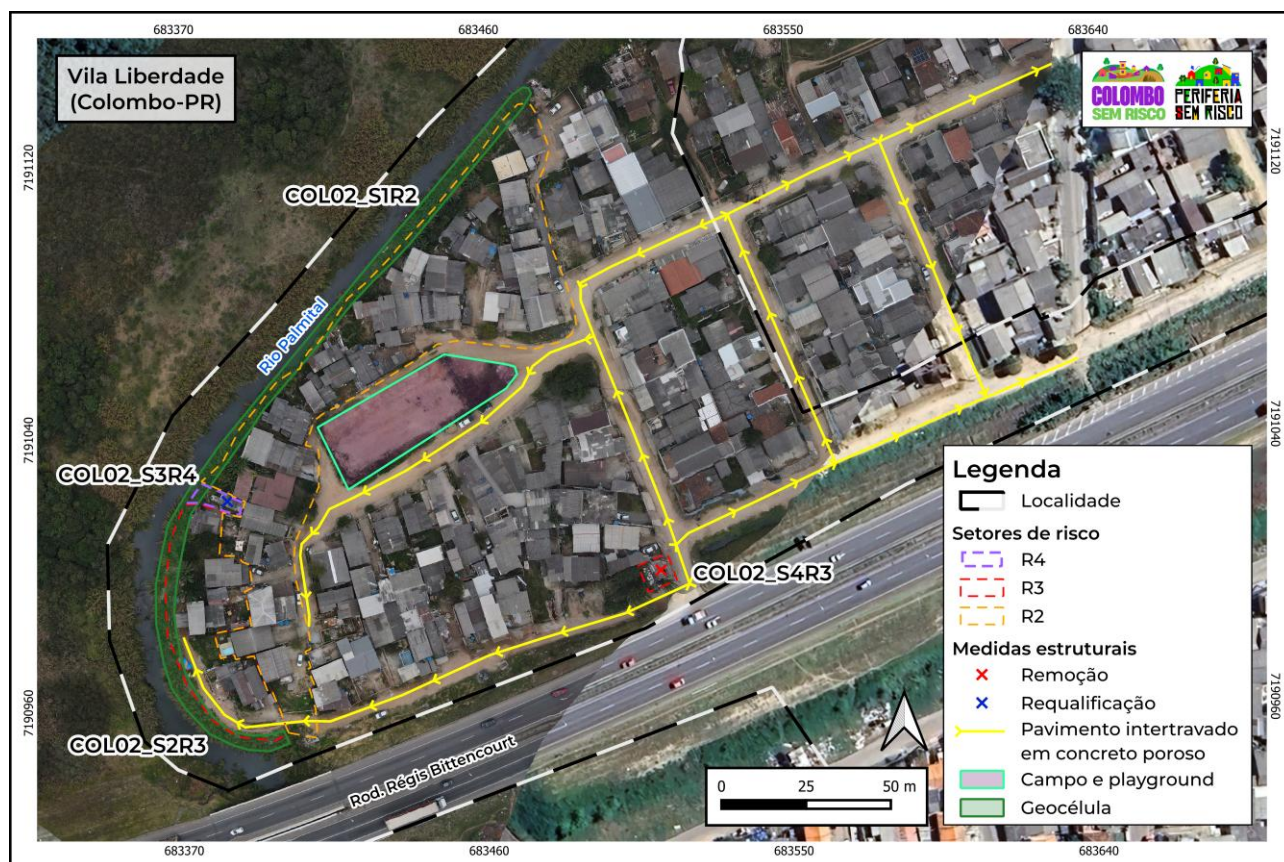 683370
683460
683550
683640
Vila Liberdade
(Colombo-PR)
COLOMBO
SEM RISCO
PERIFERIA
SEM RISCO
7191120
7191120
COL02_S1R2
Rio Palmital
7191040
7191040
COL02_S3R4
COL02_S4R3
COL02_S2R3
Rod. Régis Bittencourt
7190960
7190960
Legenda
Localidade
Setores de risco
R4
R3
R2
Medidas estruturais
Remoção
Requalificação
Pavimento intertravado
em concreto poroso
Campo e playground
Geocélula
0 25 50 m
683370
683460
683550
683640